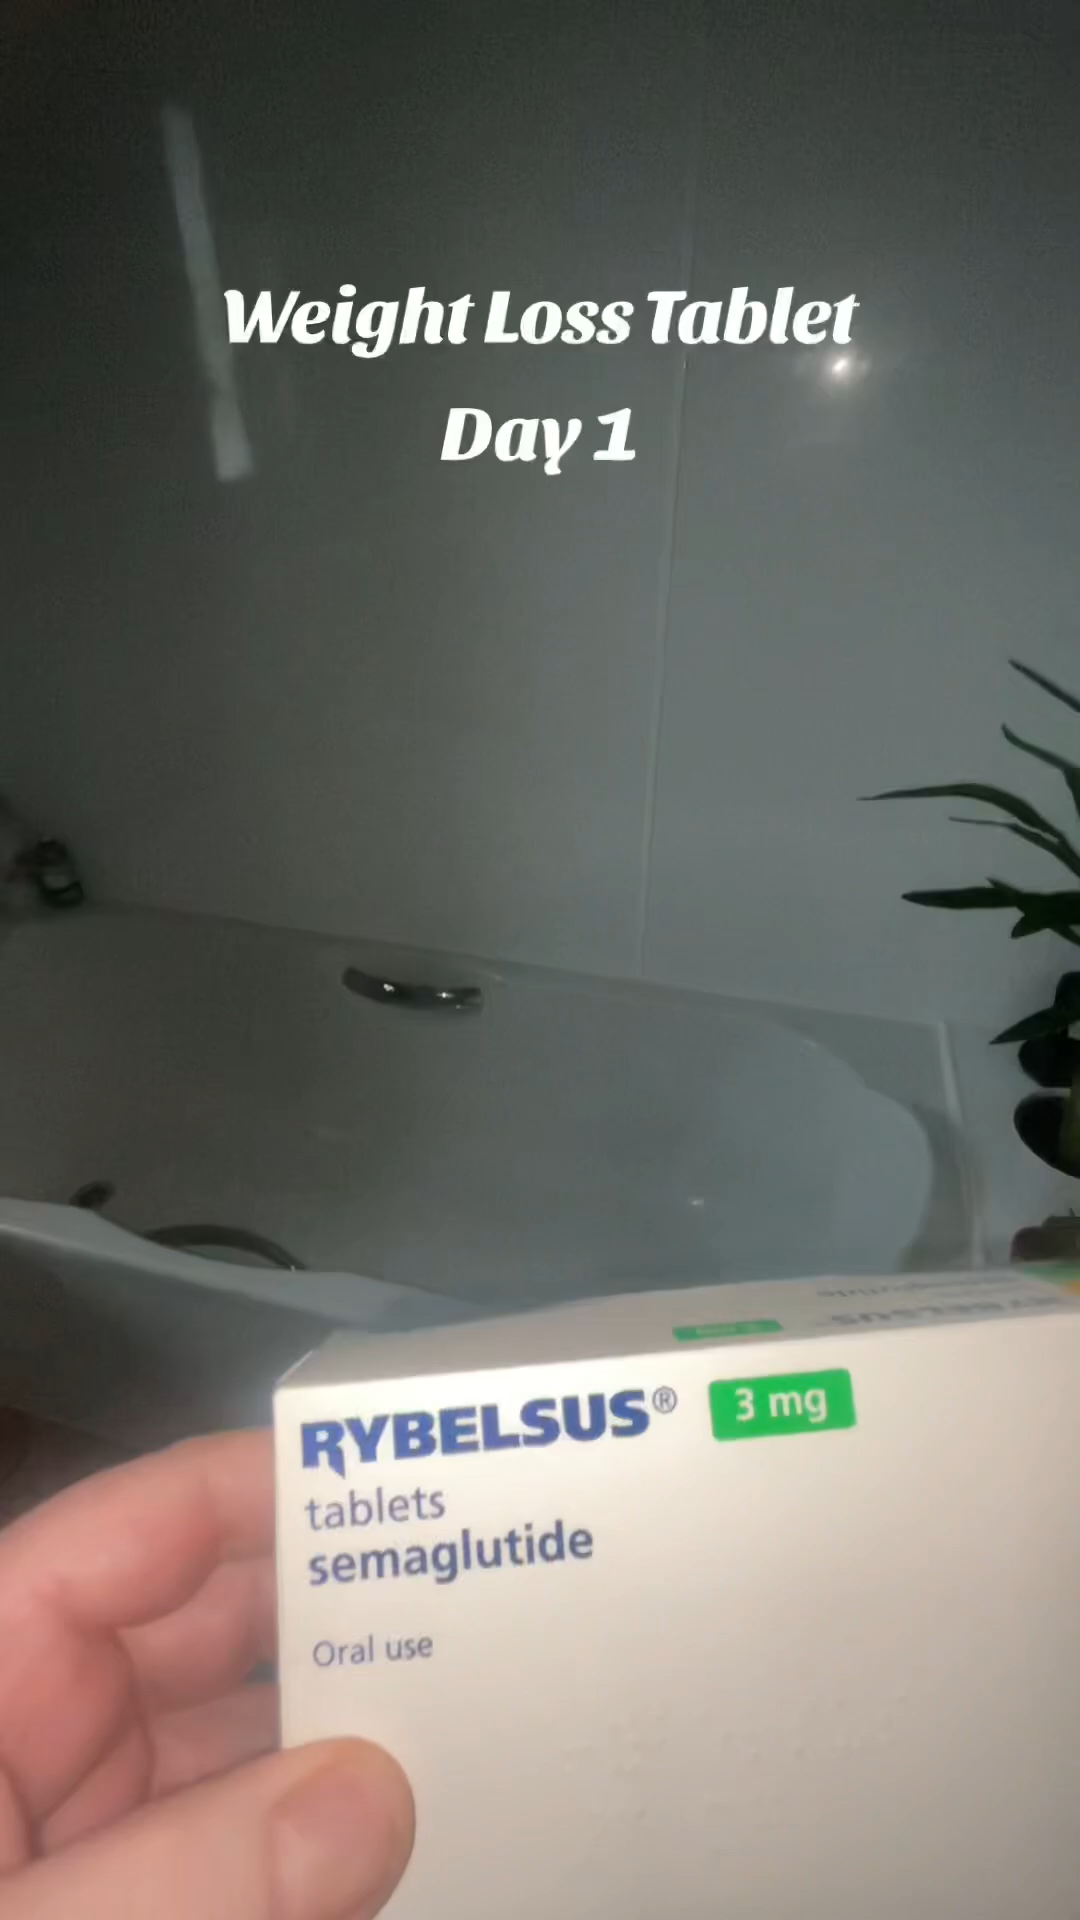 Weight Loss Tablet
Day 1
RYBELSUS® 3 mg
tablets
semaglutide
Oral use